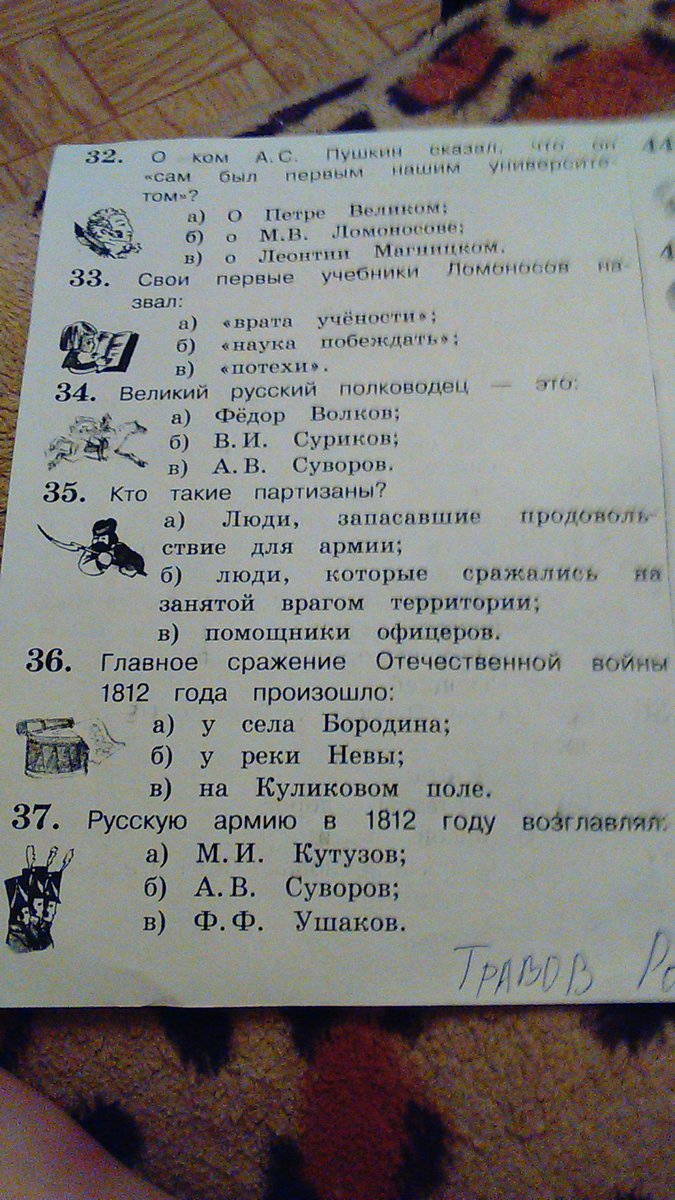 32. О ком А.С. Пушкин сказал, что он
«сам был первым нашим университе-
том»?
а) О Петре Великом;
б) о М.В. Ломоносове;
в) о Леонтии Магницком.
33. Свои первые учебники Ломоносов на-
звал:
а) «врата учёности»;
б) «наука побеждать»;
в) «потехи».
34. Великий русский полководец — это:
а) Фёдор Волков;
б) В.И. Суриков;
в) А.В. Суворов.
35. Кто такие партизаны?
а) Люди, запасавшие продоволь-
ствие для армии;
б) люди, которые сражались на
занятой врагом территории;
в) помощники офицеров.
36. Главное сражение Отечественной войны
1812 года произошло:
а) у села Бородина;
б) у реки Невы;
в) на Куликовом поле.
37. Русскую армию в 1812 году возглавлял:
а) М.И. Кутузов;
б) А.В. Суворов;
в) Ф.Ф. Ушаков.
ТРАВОВ